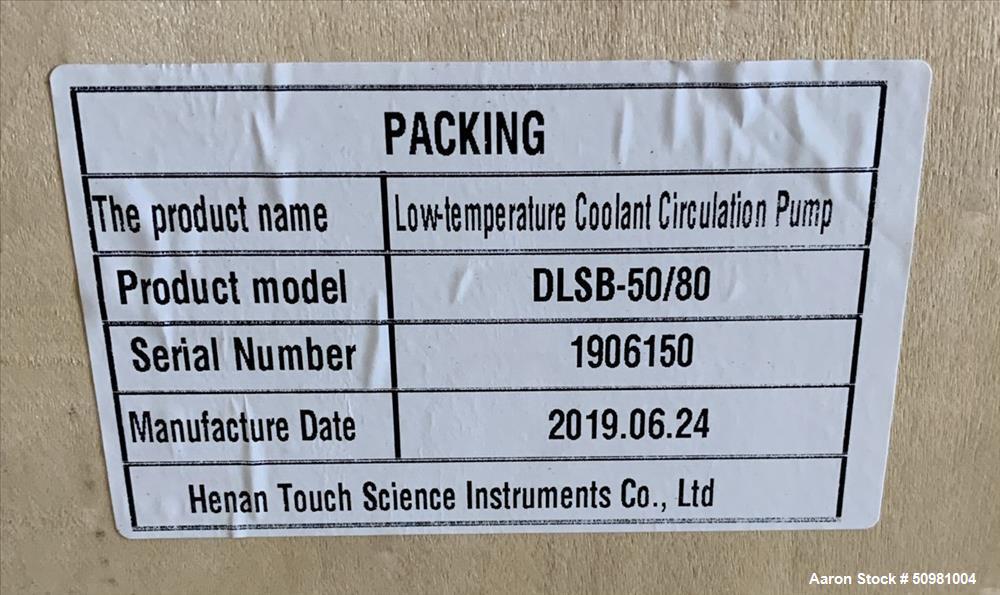 PACKING
The product name Low-temperature Coolant Circulation Pump
Product model DLSB-50/80
Serial Number 1906150
Manufacture Date 2019.06.24
Henan Touch Science Instruments Co., Ltd
Aaron Stock # 50981004